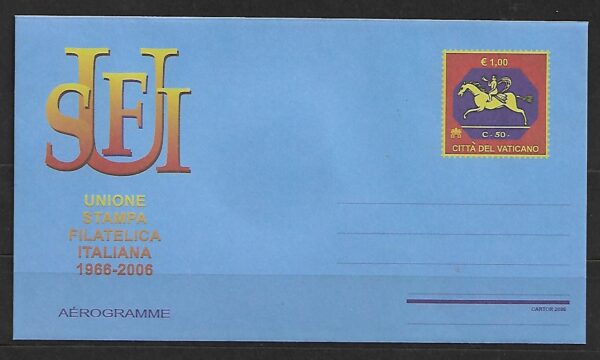 USFI
UNIONE
STAMPA
FILATELICA
ITALIANA
1966-2006
AÉROGRAMME
€ 1,00
C - 50 -
CITTÀ DEL VATICANO
CARTOR 2006